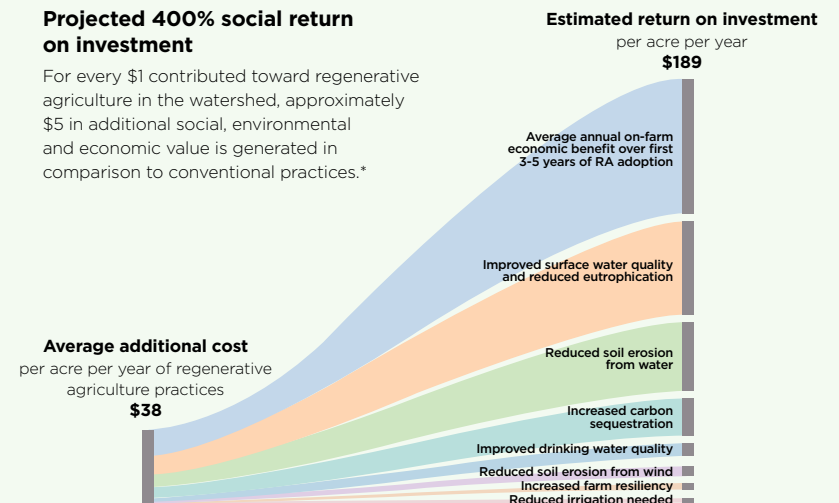 Projected 400% social return
on investment
For every $1 contributed toward regenerative
agriculture in the watershed, approximately
$5 in additional social, environmental
and economic value is generated in
comparison to conventional practices.*
Estimated return on investment
per acre per year
$189
Average annual on-farm
economic benefit over first
3-5 years of RA adoption
Improved surface water quality
and reduced eutrophication
Reduced soil erosion
from water
Increased carbon
sequestration
Improved drinking water quality
Reduced soil erosion from wind
Increased farm resiliency
Reduced irrigation needed
Average additional cost
per acre per year of regenerative
agriculture practices
$38